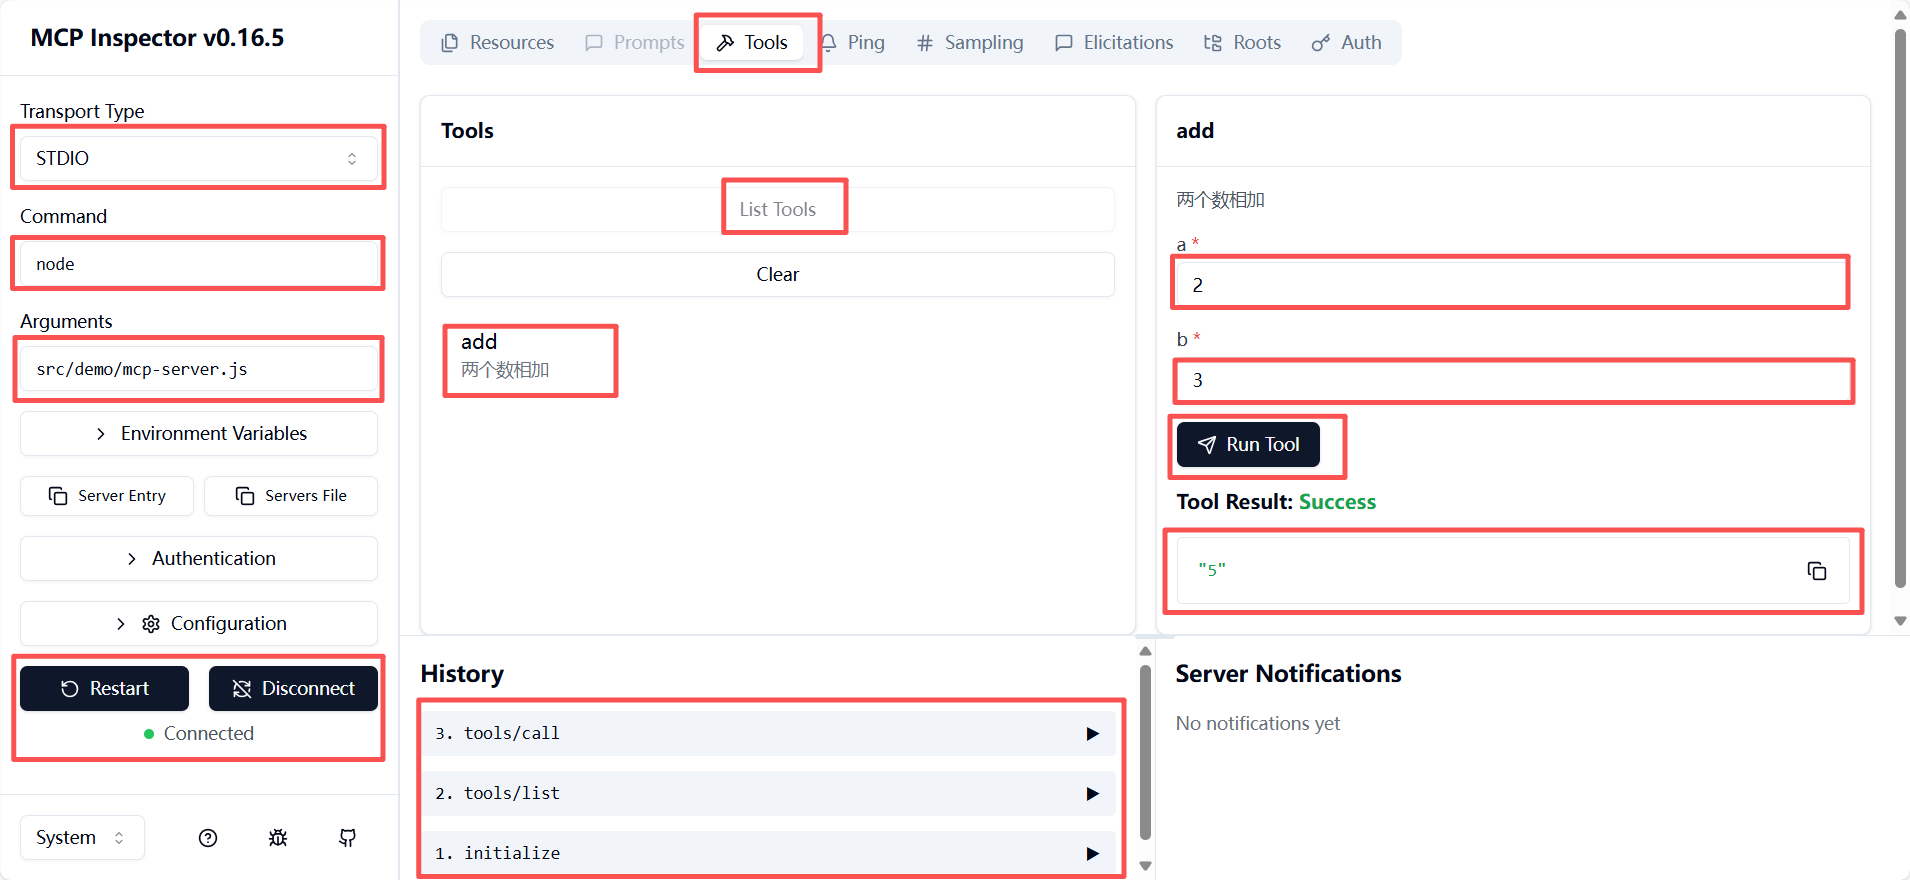 MCP Inspector v0.16.5
Transport Type
STDIO
Command
node
Arguments
src/demo/mcp-server.js
Environment Variables
Server Entry
Servers File
Authentication
Configuration
Restart
Disconnect
Connected
System
Resources
Prompts
Tools
Ping
Sampling
Elicitations
Roots
Auth
Tools
List Tools
Clear
add
两个数相加
add
两个数相加
a *
2
b *
3
Run Tool
Tool Result: Success
"5"
History
3. tools/call
2. tools/list
1. initialize
Server Notifications
No notifications yet